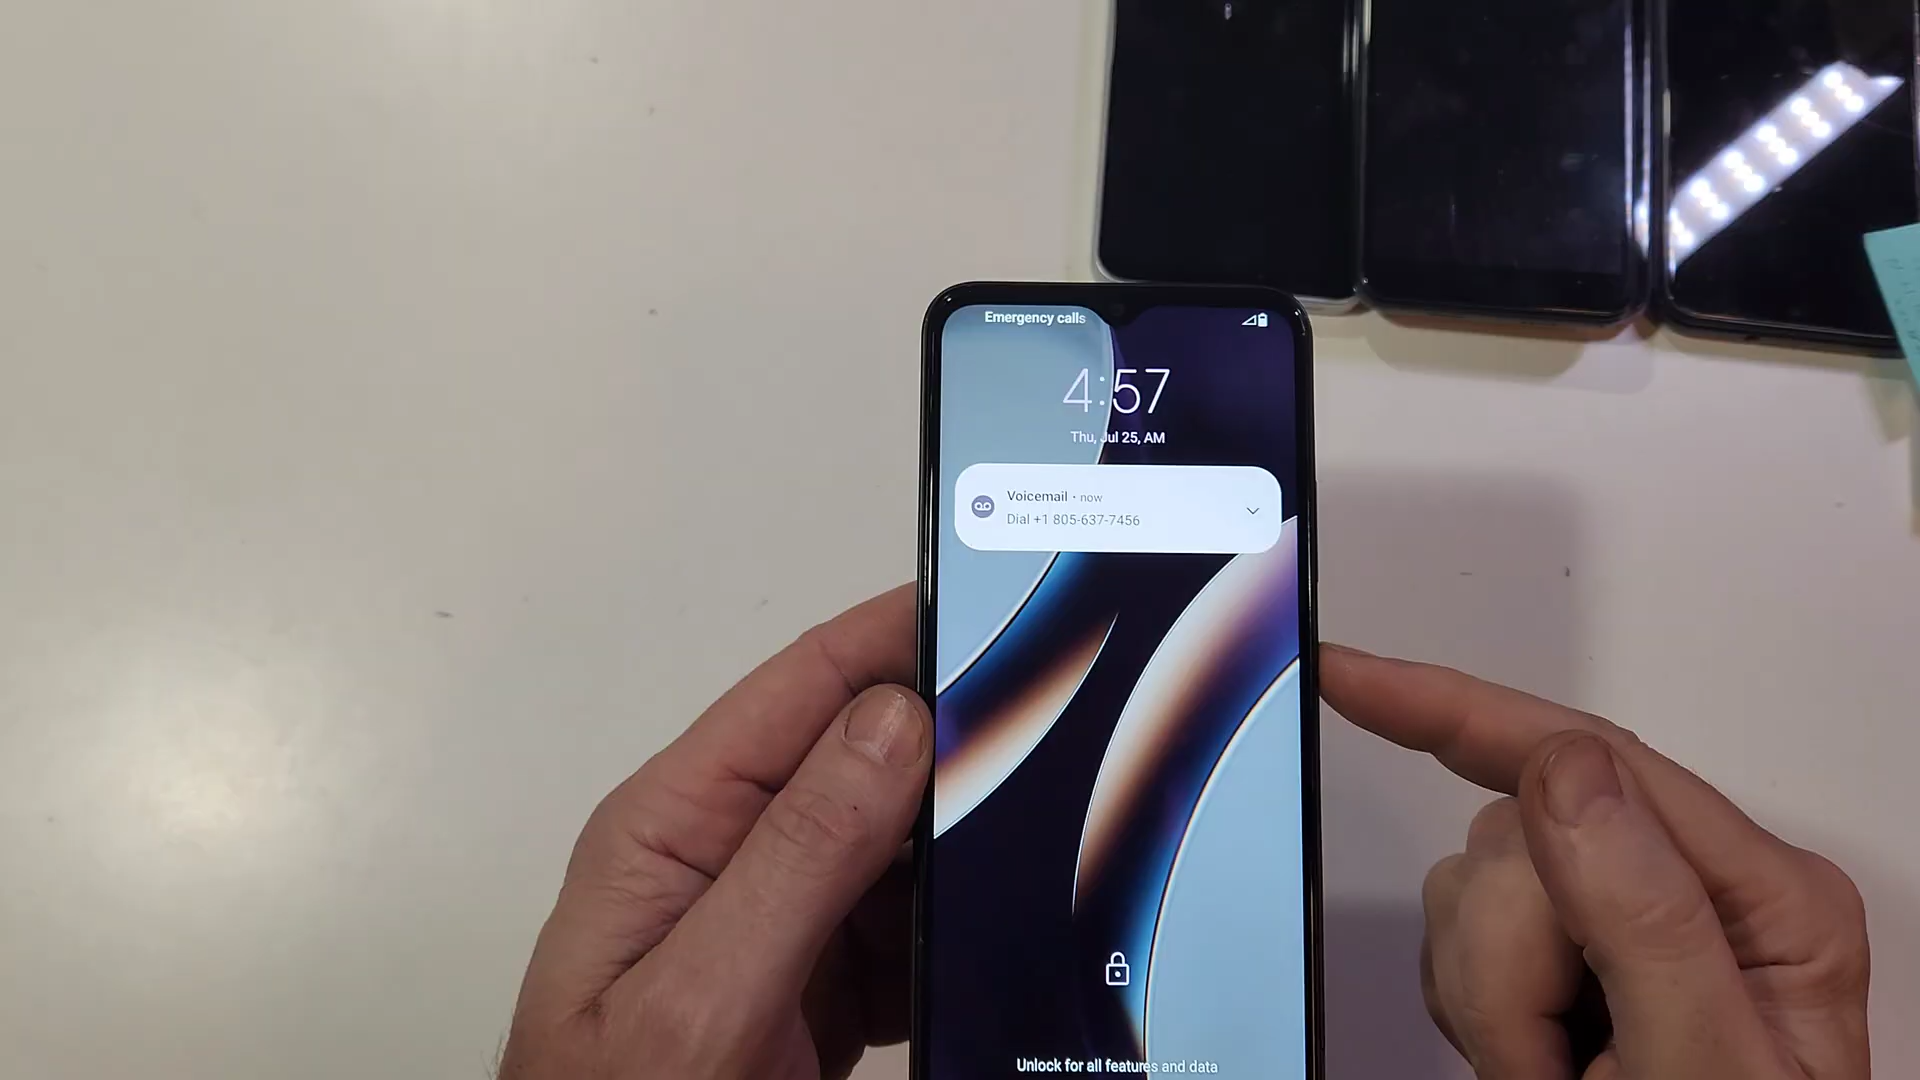 Emergency calls
4:57
Thu, Jul 25, AM
Voicemail • now
Dial +1 805-637-7456
Unlock for all features and data